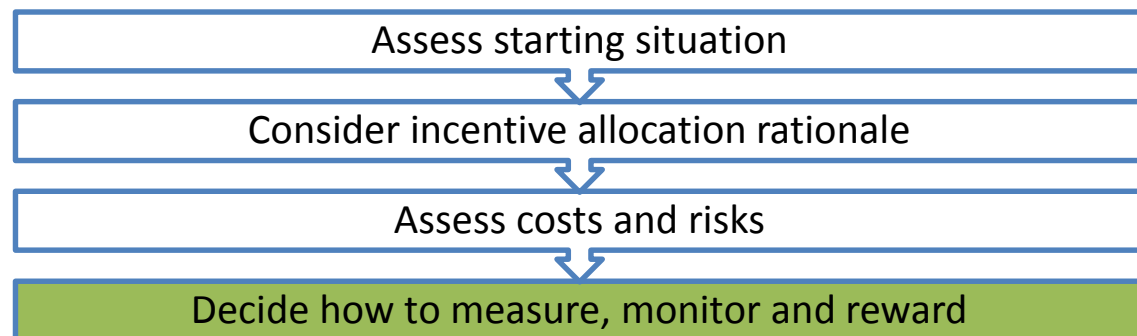 Assess starting situation
Consider incentive allocation rationale
Assess costs and risks
Decide how to measure, monitor and reward